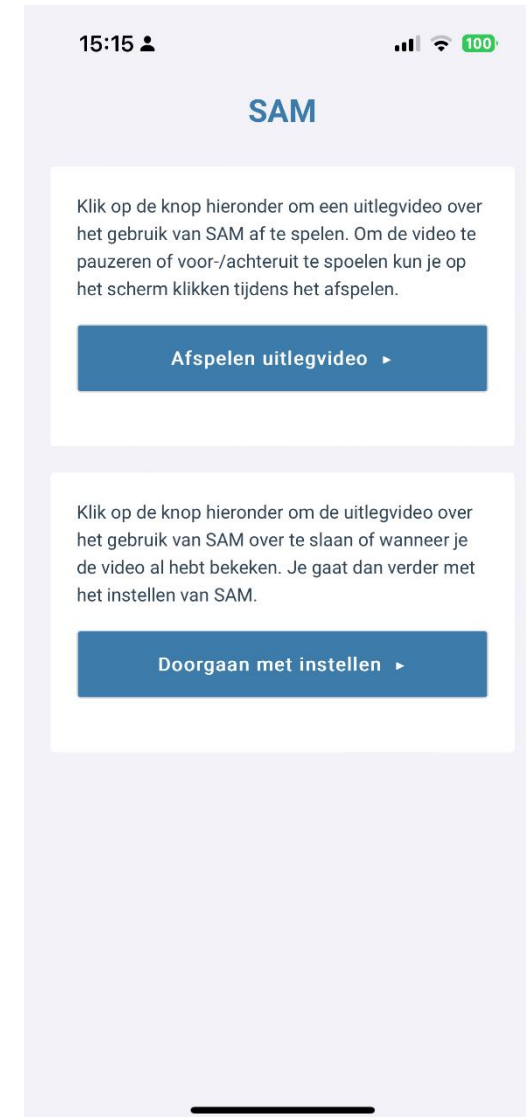 15:15
100
SAM
Klik op de knop hieronder om een uitlegvideo over
het gebruik van SAM af te spelen. Om de video te
pauzeren of voor-/achteruit te spoelen kun je op
het scherm klikken tijdens het afspelen.
Afspelen uitlegvideo ▸
Klik op de knop hieronder om de uitlegvideo over
het gebruik van SAM over te slaan of wanneer je
de video al hebt bekeken. Je gaat dan verder met
het instellen van SAM.
Doorgaan met instellen ▸